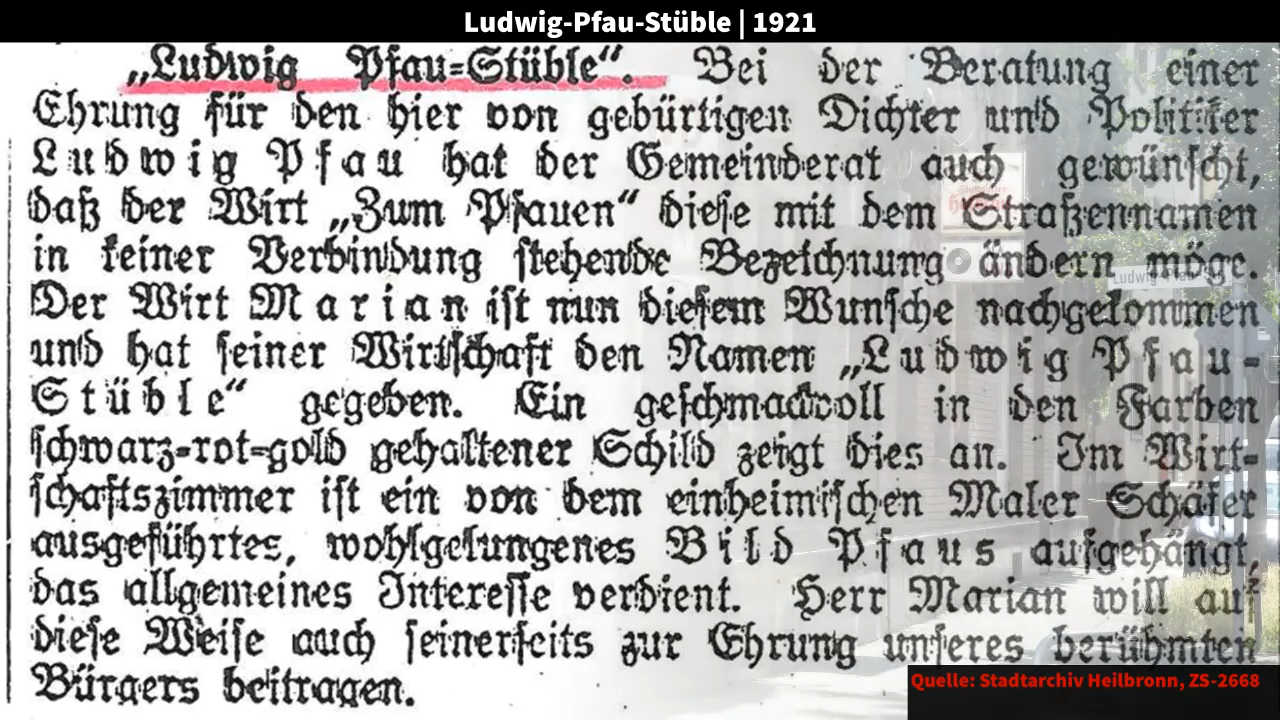 Ludwig-Pfau-Stüble | 1921
„Ludwig Pfau=Stüble“. Bei der Beratung einer
Ehrung für den hier von gebürtigen Dichter und Politiker
Ludwig Pfau hat der Gemeinderat auch gewünscht,
daß der Wirt „Zum Pfauen“ diese mit dem Straßennamen
in keiner Verbindung stehende Bezeichnung ändern möge.
Der Wirt Marian ist nun diesem Wunsche nachgekommen
und hat seiner Wirtschaft den Namen „Ludwig Pfau-
Stüble“ gegeben. Ein geschmackvoll in den Farben
schwarz=rot=gold gehaltener Schild zeigt dies an. Im Wirt=
schaftszimmer ist ein von dem einheimischen Maler Schäfer
ausgeführtes, wohlgelungenes Bild Pfaus aufgehängt,
das allgemeines Interesse verdient. Herr Marian will auf
diese Weise auch seinerseits zur Ehrung unseres berühmten
Bürgers beitragen.
Ludwig-Pfau-Str.
Quelle: Stadtarchiv Heilbronn, ZS-2668